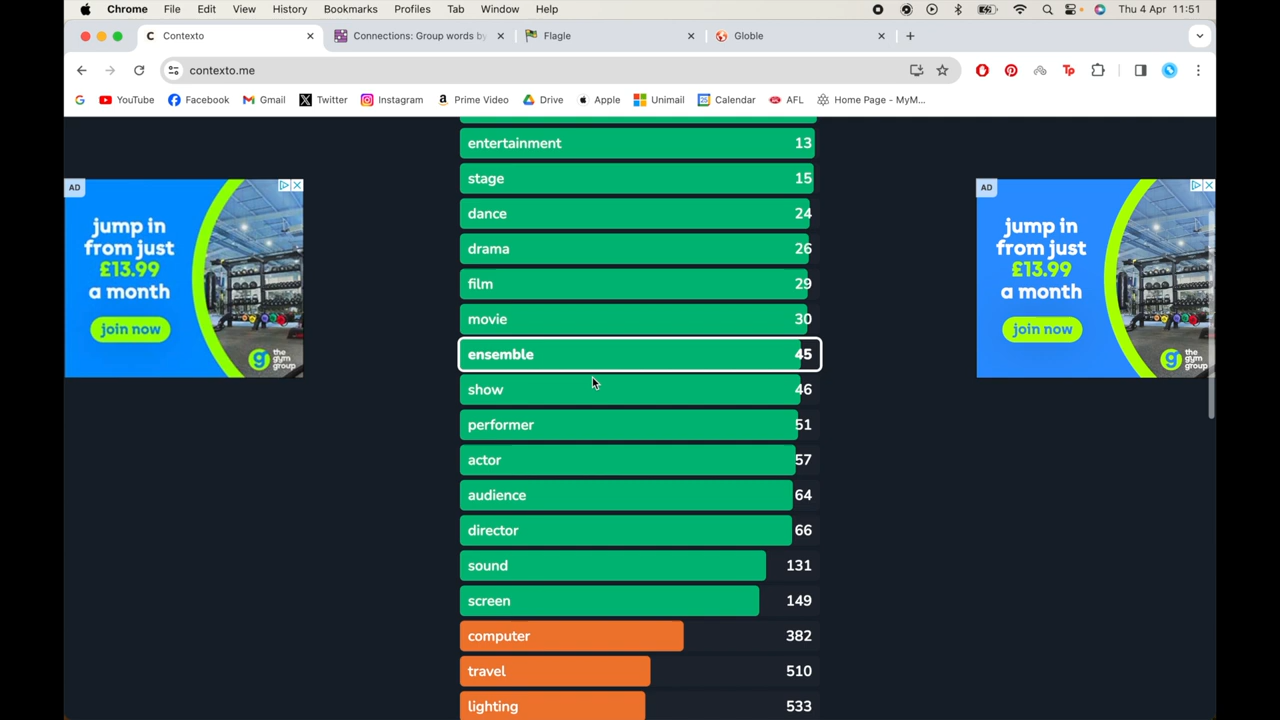 Chrome File Edit View History Bookmarks Profiles Tab Window Help Thu 4 Apr 11:51
Contexto Connections: Group words by Flagle Globle
contexto.me
YouTube Facebook Gmail Twitter Instagram Prime Video Drive Apple Unimail Calendar AFL Home Page - MyM...
entertainment 13
stage 15
dance 24
drama 26
film 29
movie 30
ensemble 45
show 46
performer 51
actor 57
audience 64
director 66
sound 131
screen 149
computer 382
travel 510
lighting 533
AD
jump in
from just
£13.99
a month
join now
the
gym
group
AD
jump in
from just
£13.99
a month
join now
the
gym
group